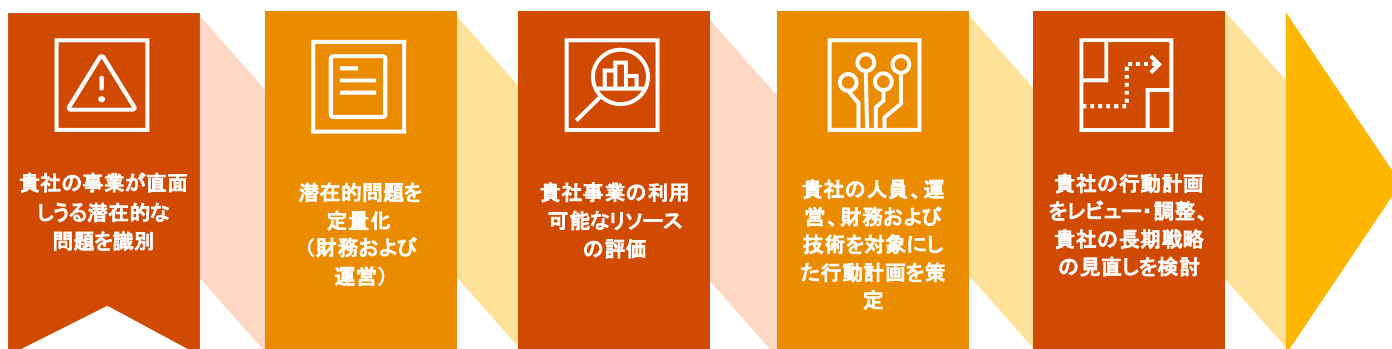 貴社の事業が直面
しうる潜在的な
問題を識別
潜在的問題を
定量化
（財務および
運営）
貴社事業の利用
可能なリソース
の評価
貴社の人員、運
営、財務および
技術を対象にし
た行動計画を策
定
貴社の行動計画
をレビュー・調整、
貴社の長期戦略
の見直しを検討